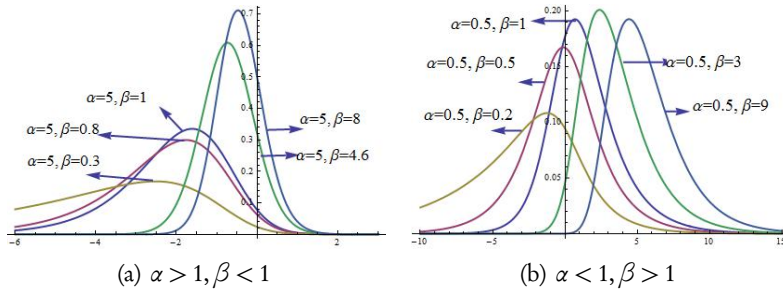 0.7
0.6
0.5
0.4
0.3
0.2
0.1
α=5, β=1
α=5, β=0.8
α=5, β=0.3
α=5, β=8
α=5, β=4.6
-6 -4 -2 0 2
(a) α > 1, β < 1
0.20
0.15
0.10
0.05
α=0.5, β=1
α=0.5, β=0.5
α=0.5, β=0.2
α=0.5, β=3
α=0.5, β=9
-10 -5 0 5 10 15
(b) α < 1, β > 1